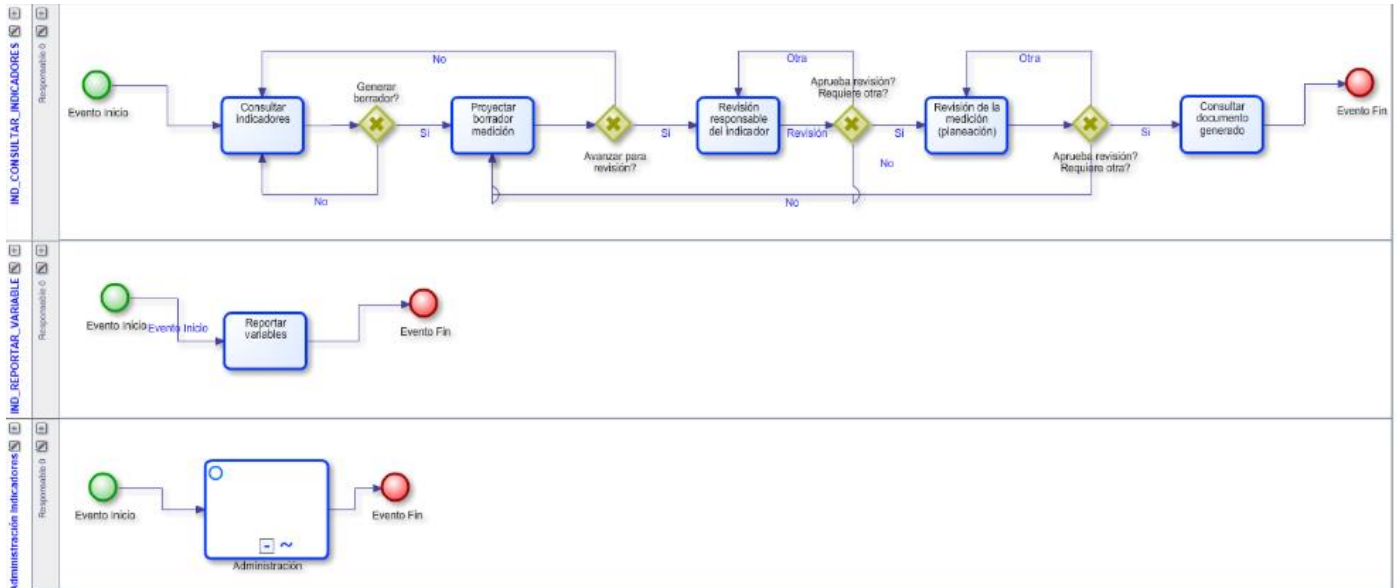 IND_CONSULTAR_INDICADORES
Responsable 0
Evento Inicio
Consultar
indicadores
Generar
borrador?
No
Si
No
Proyectar
borrador
medición
Avanzar para
revisión?
Si
Revisión
responsable
del indicador
Otra
Revisión
Aprueba revisión?
Requiere otra?
Si
No
Revisión de la
medición
(planeación)
Otra
Aprueba revisión?
Requiere otra?
Si
No
Consultar
documento
generado
Evento Fin
IND_REPORTAR_VARIABLE
Responsable 0
Evento Inicio
Evento Inicio
Reportar
variables
Evento Fin
Administración Indicadores
Responsable 0
Evento Inicio
Administración
Evento Fin